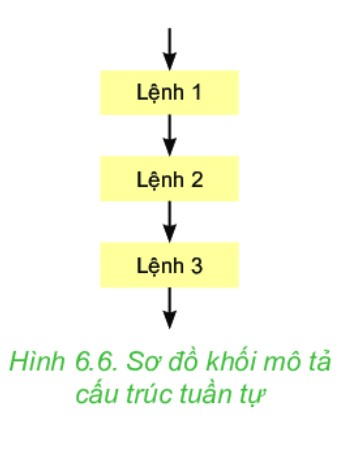 Lệnh 1
Lệnh 2
Lệnh 3
Hình 6.6. Sơ đồ khối mô tả
cấu trúc tuần tự